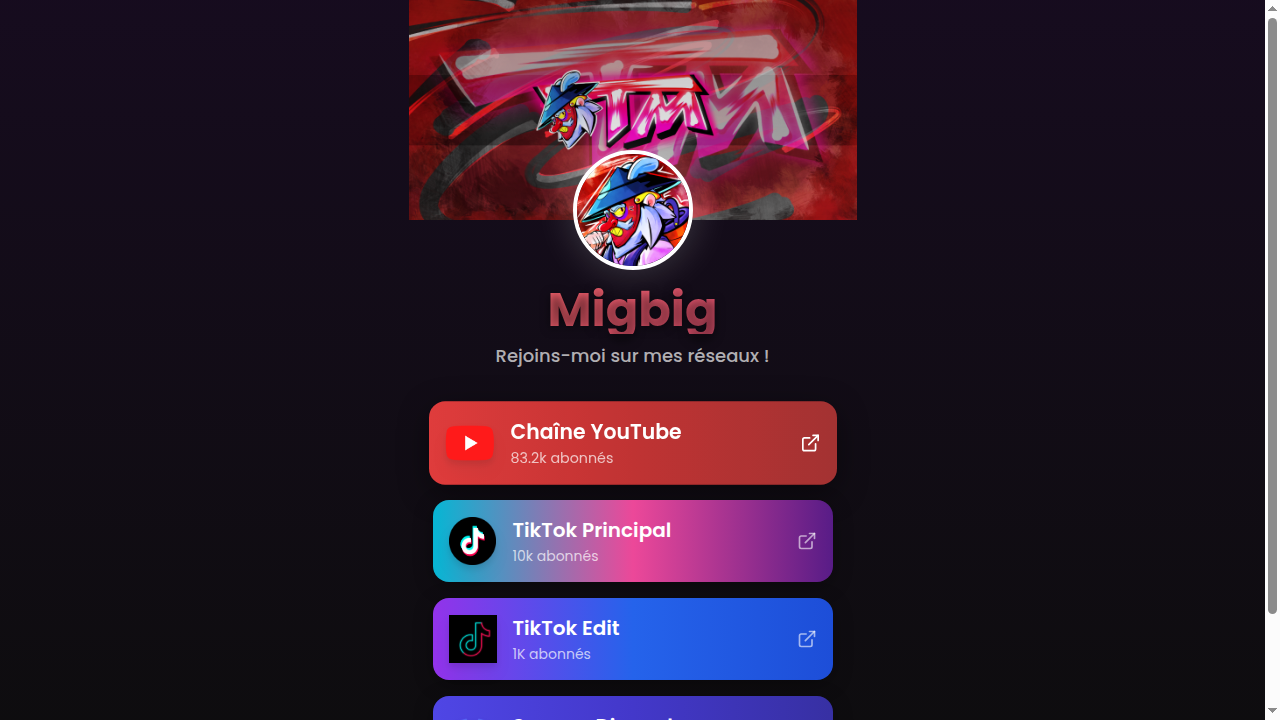 Migbig
Rejoins-moi sur mes réseaux !
Chaîne YouTube
83.2k abonnés
TikTok Principal
10k abonnés
TikTok Edit
1K abonnés